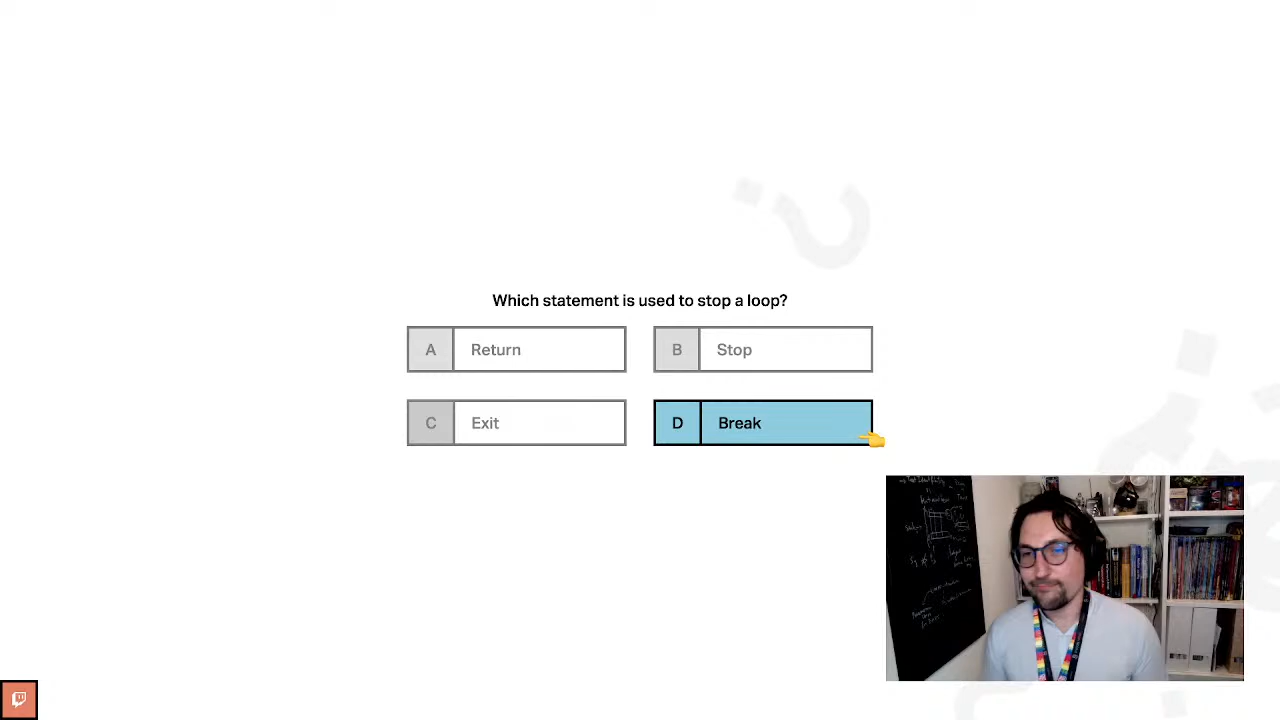 Which statement is used to stop a loop?
A Return
B Stop
C Exit
D Break